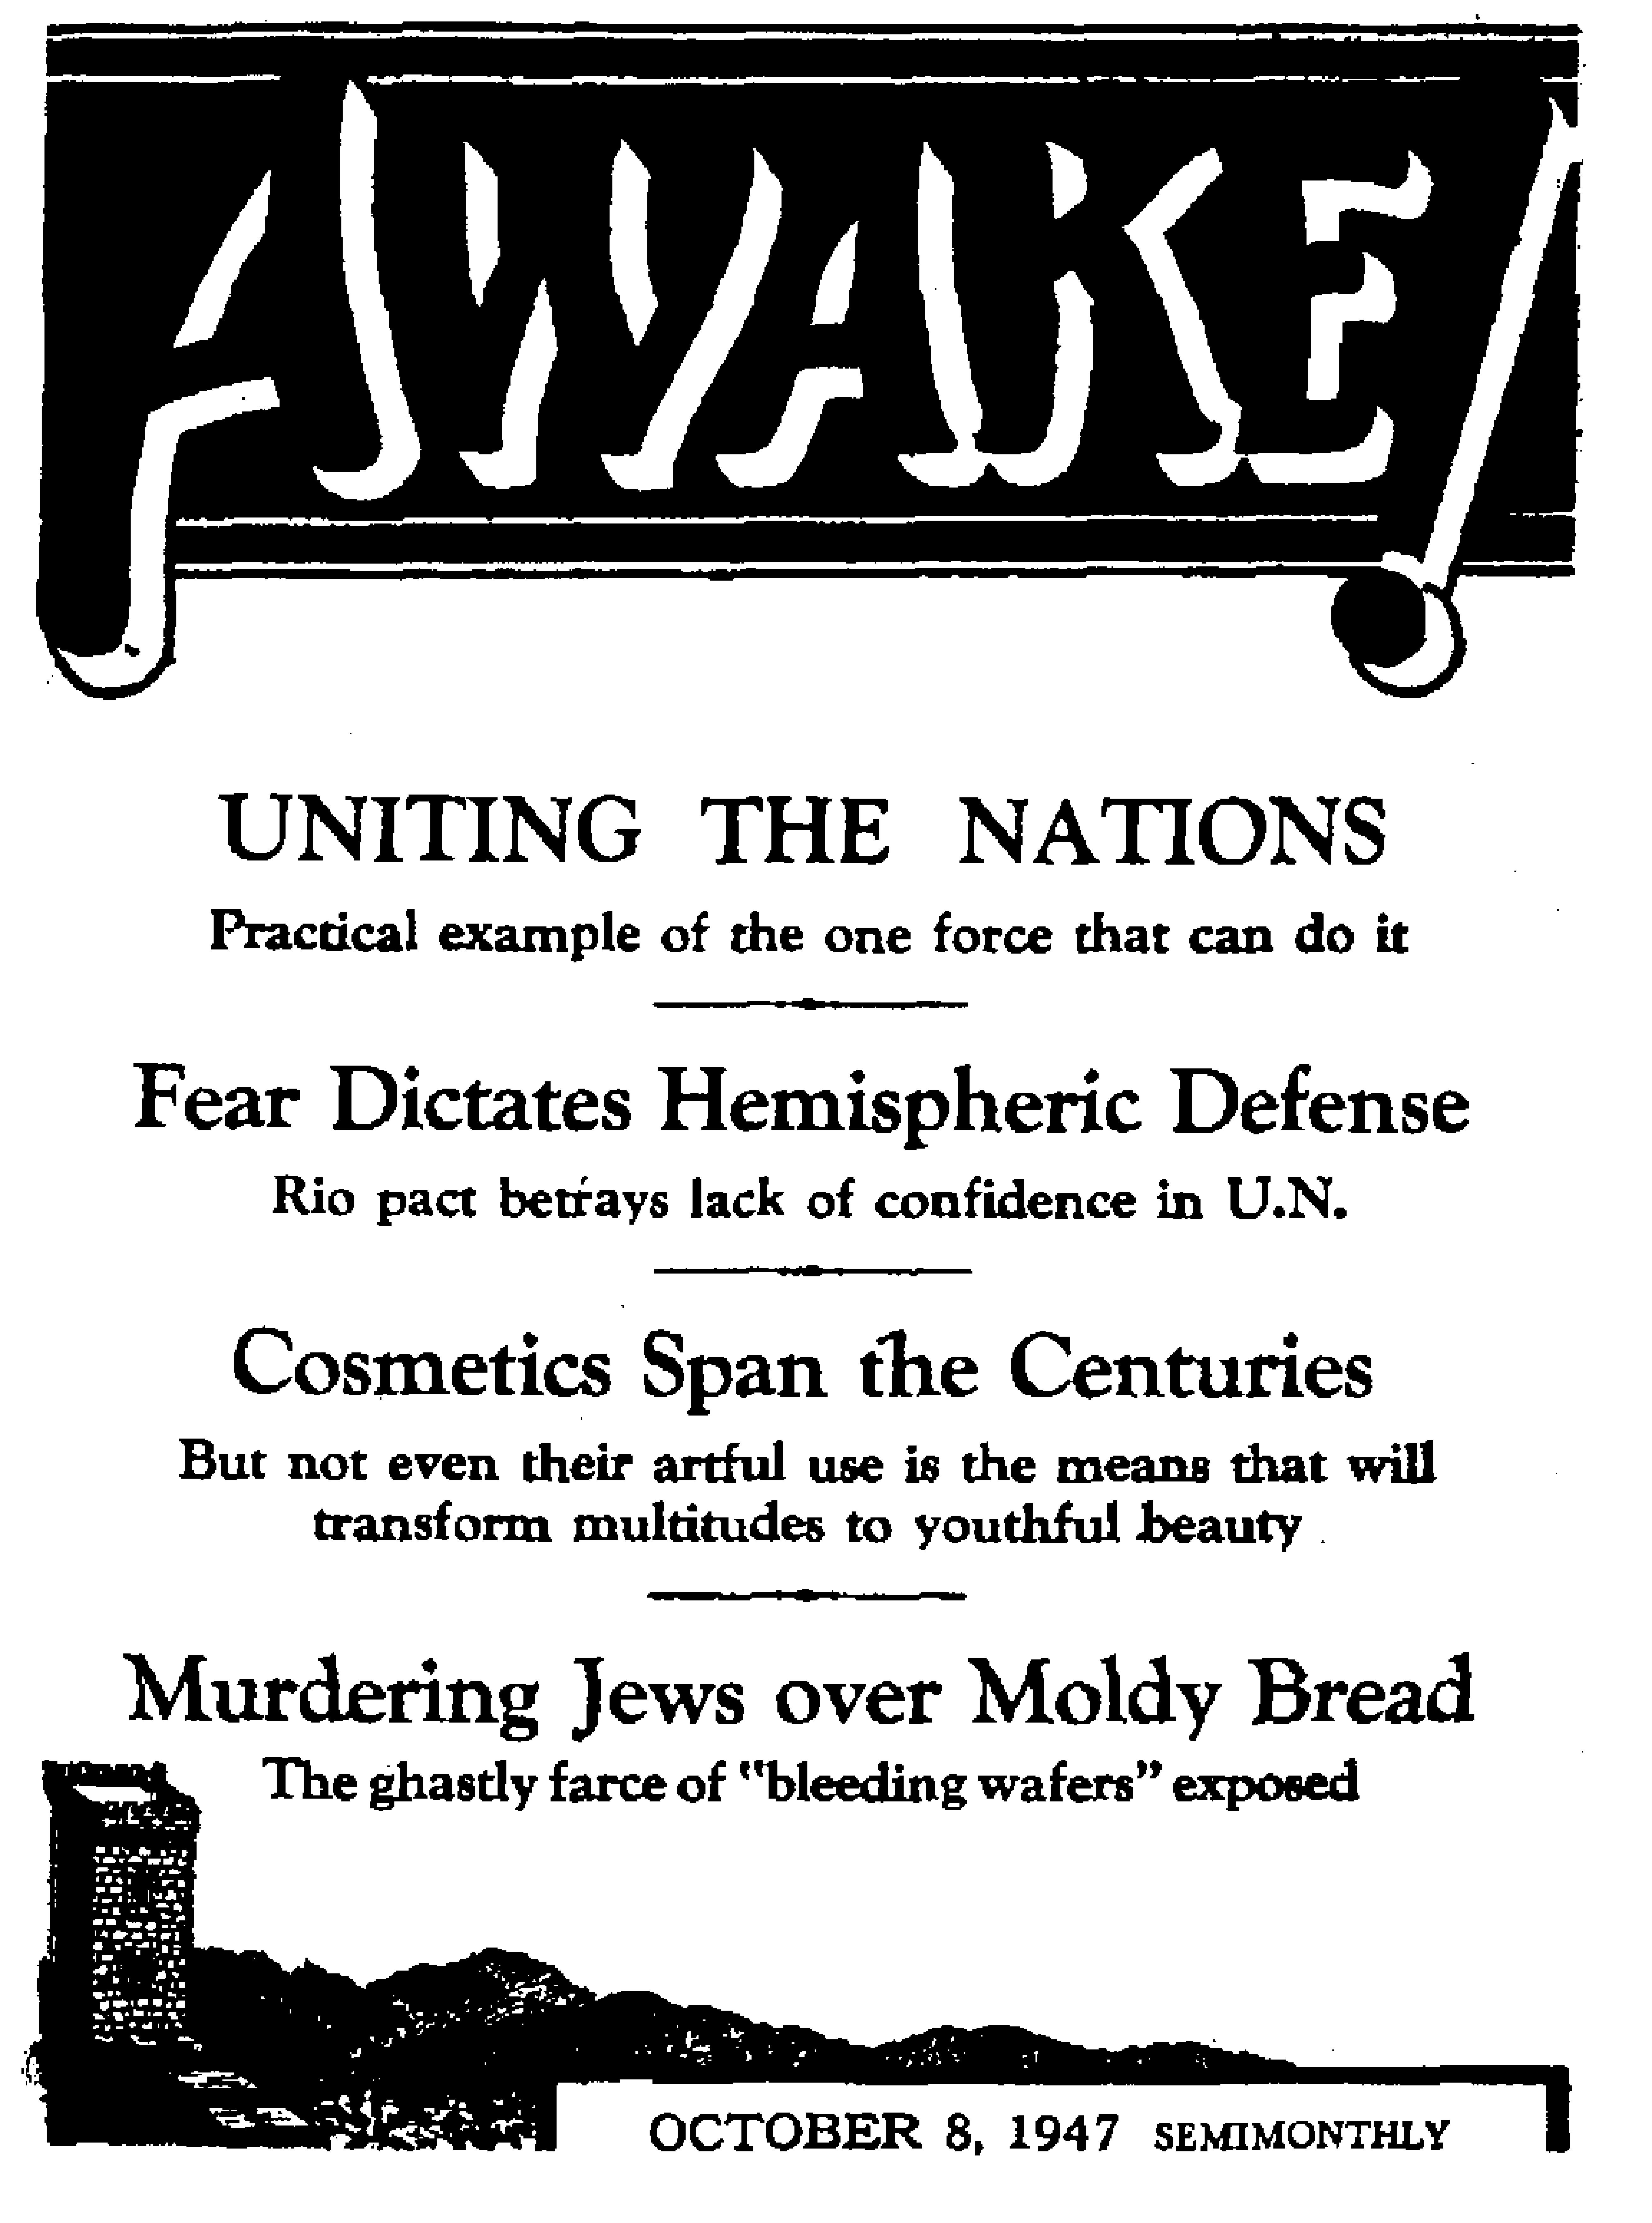 AWAKE!
UNITING THE NATIONS
Practical example of the one force that can do it
Fear Dictates Hemispheric Defense
Rio pact betrays lack of confidence in U.N.
Cosmetics Span the Centuries
But not even their artful use is the means that will
transform multitudes to youthful beauty
Murdering Jews over Moldy Bread
The ghastly farce of "bleeding wafers" exposed
OCTOBER 8, 1947 SEMIMONTHLY